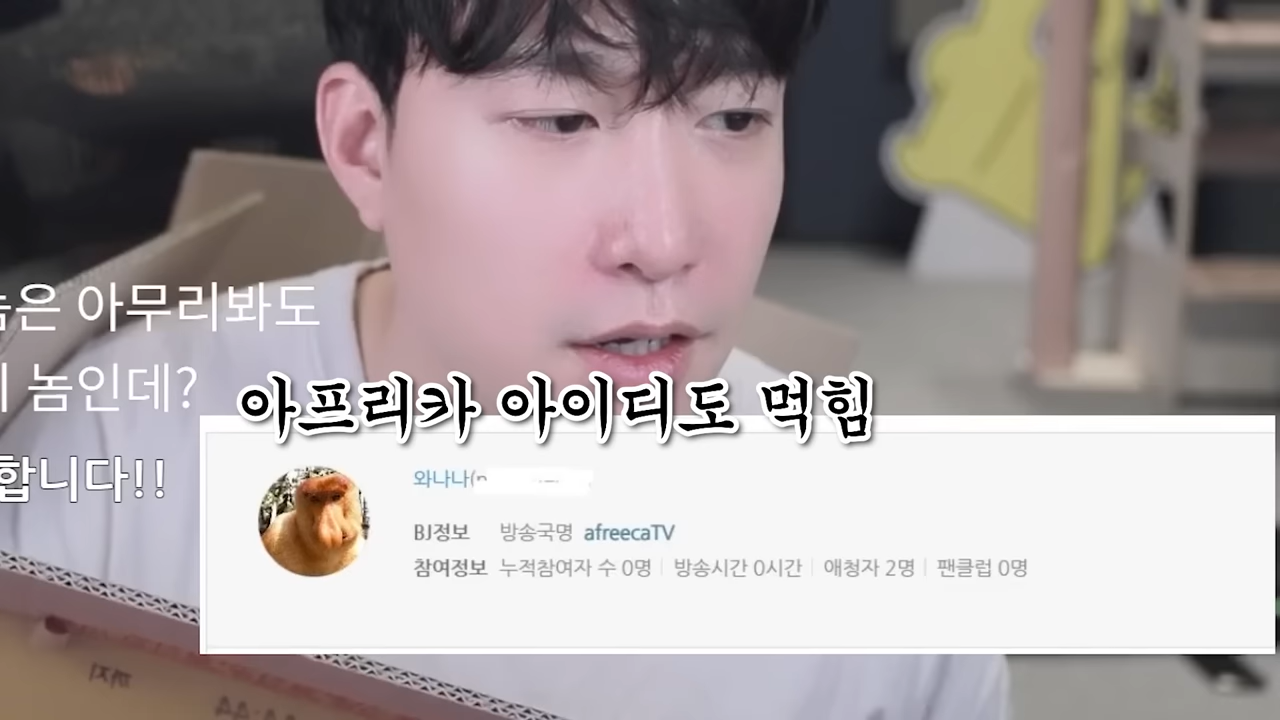 은 아무리봐도
놈인데?
합니다!!
아프리카 아이디도 먹힘
와나나(
BJ정보 방송국명 afreecaTV
참여정보 누적참여자 수 0명 방송시간 0시간 애청자 2명 팬클럽 0명